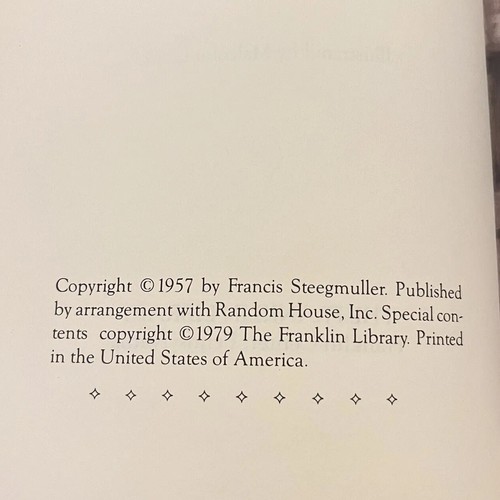 Copyright ©1957 by Francis Steegmuller. Published
by arrangement with Random House, Inc. Special con-
tents copyright ©1979 The Franklin Library. Printed
in the United States of America.